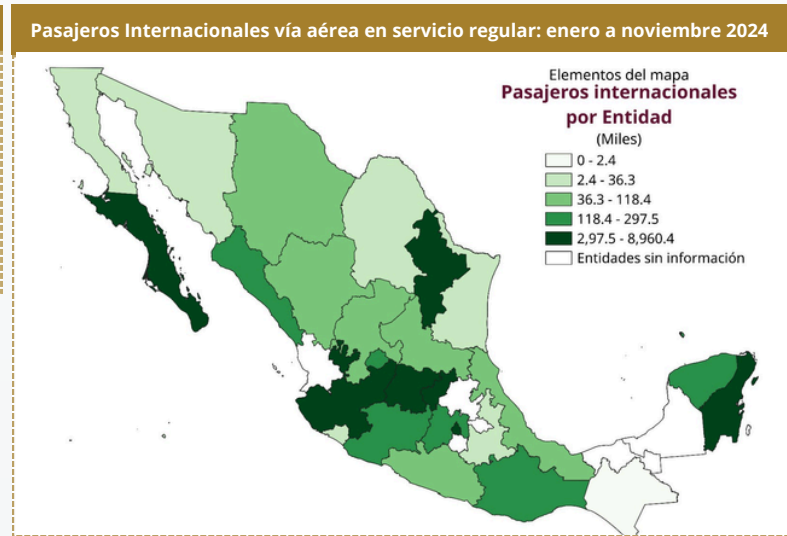 Pasajeros Internacionales vía aérea en servicio regular: enero a noviembre 2024
Elementos del mapa
Pasajeros internacionales
por Entidad
(Miles)
0 - 2.4
2.4 - 36.3
36.3 - 118.4
118.4 - 297.5
2,97.5 - 8,960.4
Entidades sin información